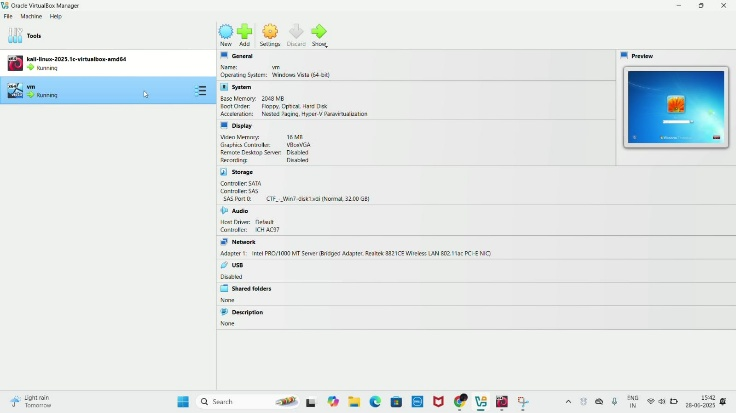 Oracle VirtualBox Manager
File Machine Help
Tools
New Add Settings Discard Show
kali-linux-2025.1c-virtualbox-amd64
Running
vm
Running
General
Name: vm
Operating System: Windows Vista (64-bit)
System
Base Memory: 2048 MB
Boot Order: Floppy, Optical, Hard Disk
Acceleration: Nested Paging, Hyper-V Paravirtualization
Display
Video Memory: 16 MB
Graphics Controller: VBoxVGA
Remote Desktop Server: Disabled
Recording: Disabled
Storage
Controller: SATA
Controller: SAS
SAS Port 0: CTF_-_Win7-disk1.vdi (Normal, 32.00 GB)
Audio
Host Driver: Default
Controller: ICH AC97
Network
Adapter 1: Intel PRO/1000 MT Server (Bridged Adapter, Realtek 8821CE Wireless LAN 802.11ac PCI-E NIC)
USB
Disabled
Shared folders
None
Description
None
Preview
Light rain
Tomorrow
Search
ENG
IN
15:42
26-06-2025